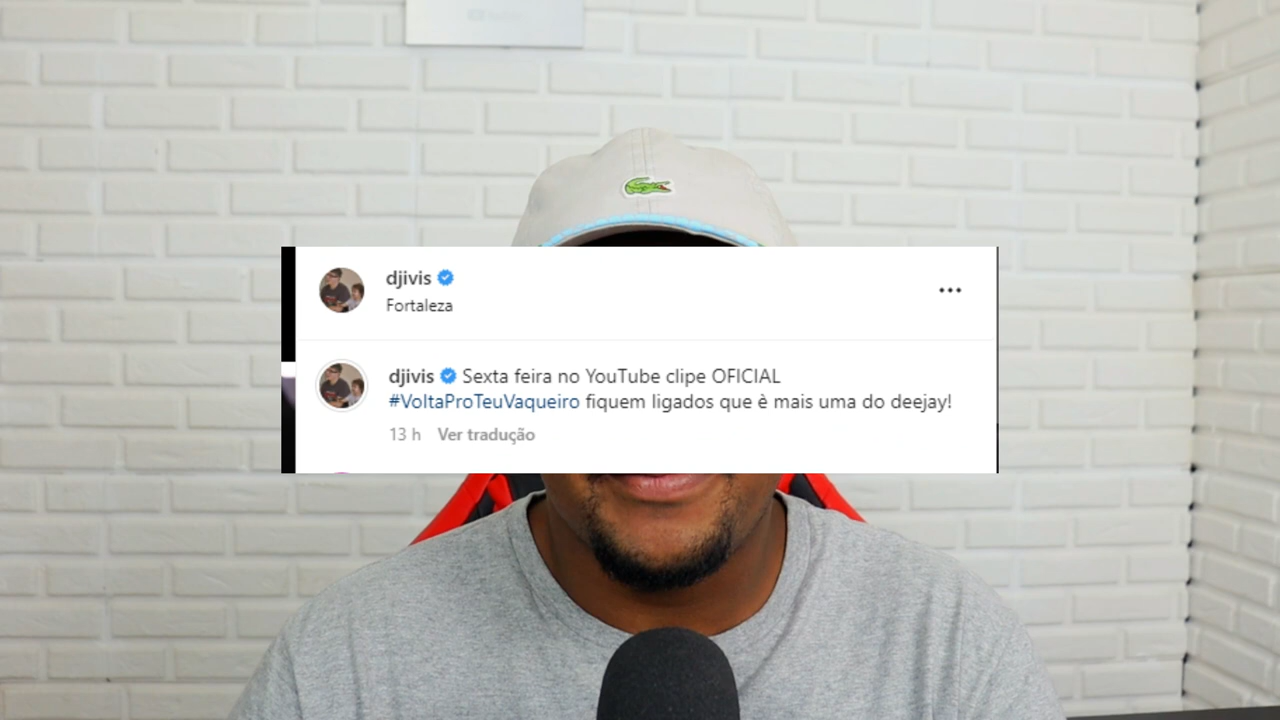 djivis
Fortaleza
djivis Sexta feira no YouTube clipe OFICIAL
#VoltaProTeuVaqueiro fiquem ligados que è mais uma do deejay!
13 h Ver tradução